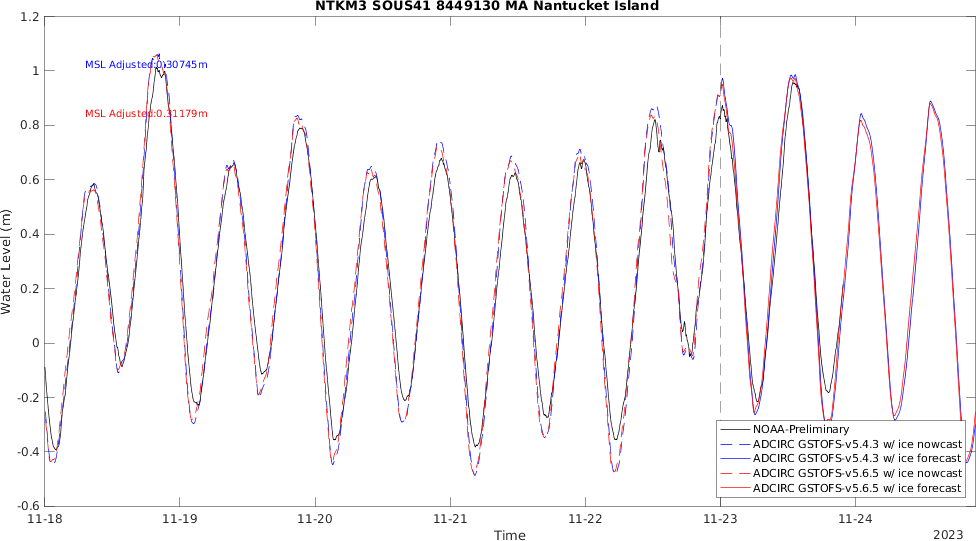 NTKM3 SOUS41 8449130 MA Nantucket Island
1.2
1
0.8
0.6
0.4
0.2
0
-0.2
-0.4
-0.6
Water Level (m)
MSL Adjusted:0.30745m
MSL Adjusted:0.31179m
NOAA-Preliminary
ADCIRC GSTOFS-v5.4.3 w/ ice nowcast
ADCIRC GSTOFS-v5.4.3 w/ ice forecast
ADCIRC GSTOFS-v5.6.5 w/ ice nowcast
ADCIRC GSTOFS-v5.6.5 w/ ice forecast
11-18 11-19 11-20 11-21 11-22 11-23 11-24
Time
2023